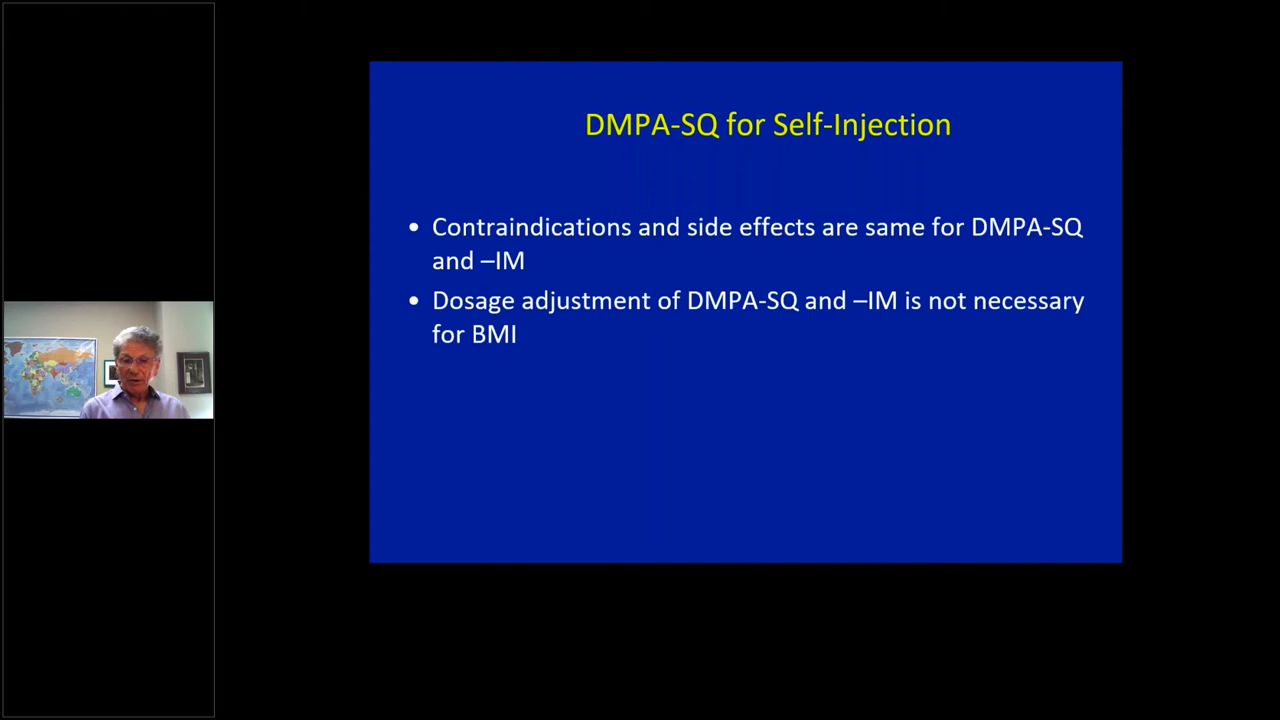 DMPA-SQ for Self-Injection
• Contraindications and side effects are same for DMPA-SQ
and –IM
• Dosage adjustment of DMPA-SQ and –IM is not necessary
for BMI